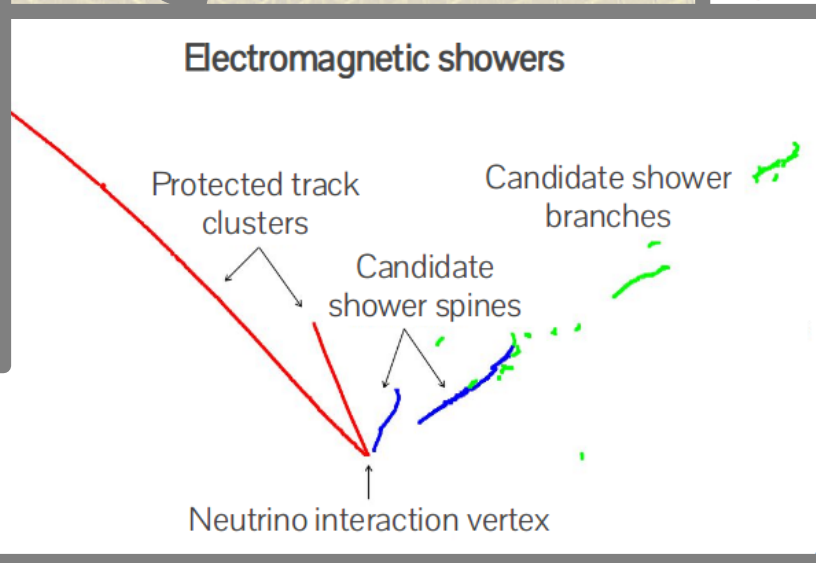 Electromagnetic showers
Protected track
clusters
Candidate shower
branches
Candidate
shower spines
Neutrino interaction vertex